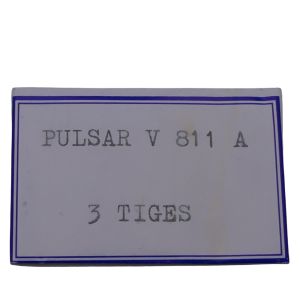 PULSAR V 811 A
3 TIGES